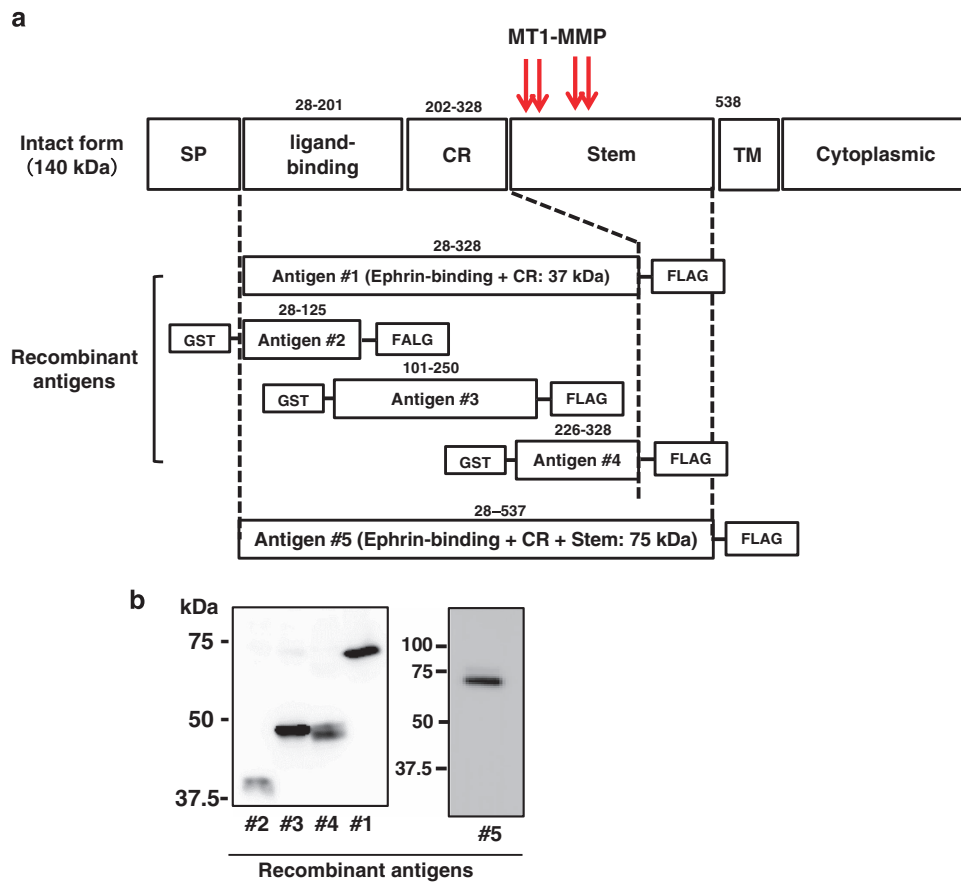 a
MT1-MMP
28-201
202-328
538
Intact form
(140 kDa)
SP
ligand-
binding
CR
Stem
TM
Cytoplasmic
28-328
Antigen #1 (Ephrin-binding + CR: 37 kDa)
FLAG
28-125
GST
Antigen #2
FALG
Recombinant
antigens
101-250
GST
Antigen #3
FLAG
226-328
GST
Antigen #4
FLAG
28–537
Antigen #5 (Ephrin-binding + CR + Stem: 75 kDa)
FLAG
b
kDa
75 -
50 -
37.5-
#2 #3 #4 #1
100
75
50
37.5
#5
Recombinant antigens